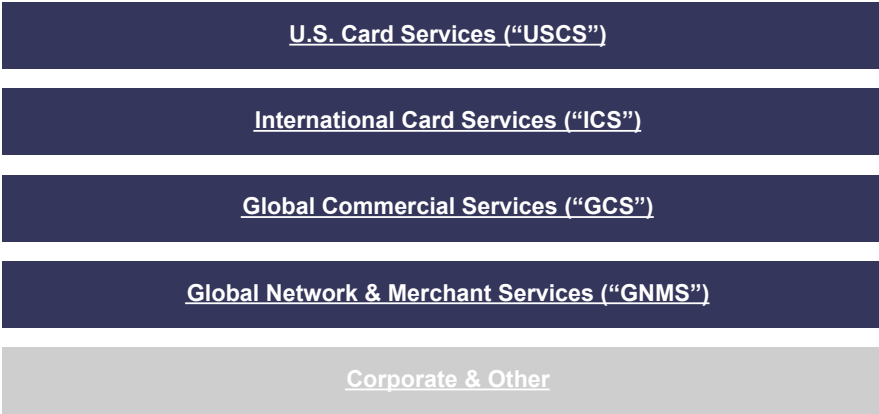 U.S. Card Services (“USCS”)
International Card Services (“ICS”)
Global Commercial Services (“GCS”)
Global Network & Merchant Services (“GNMS”)
Corporate & Other